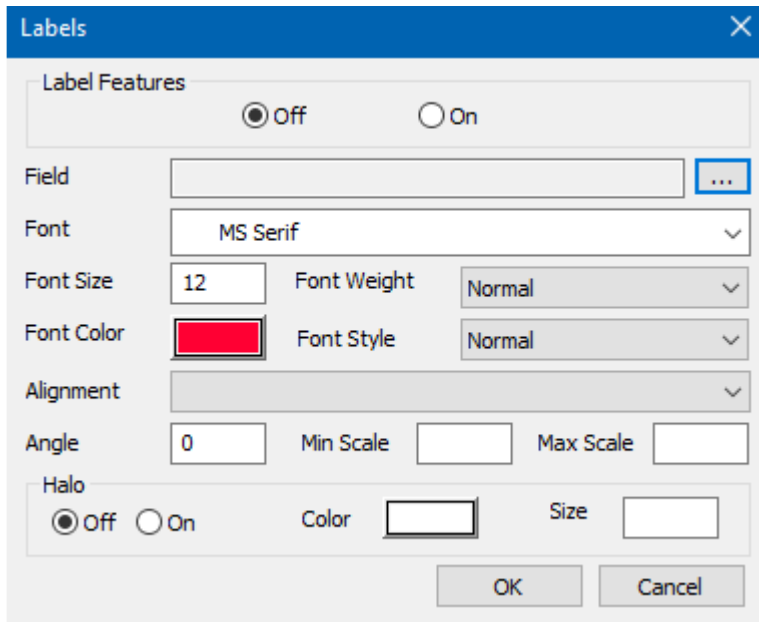 Labels
Label Features
Off On
Field ...
Font MS Serif
Font Size 12 Font Weight Normal
Font Color Font Style Normal
Alignment
Angle 0 Min Scale Max Scale
Halo
Off On Color Size
OK Cancel